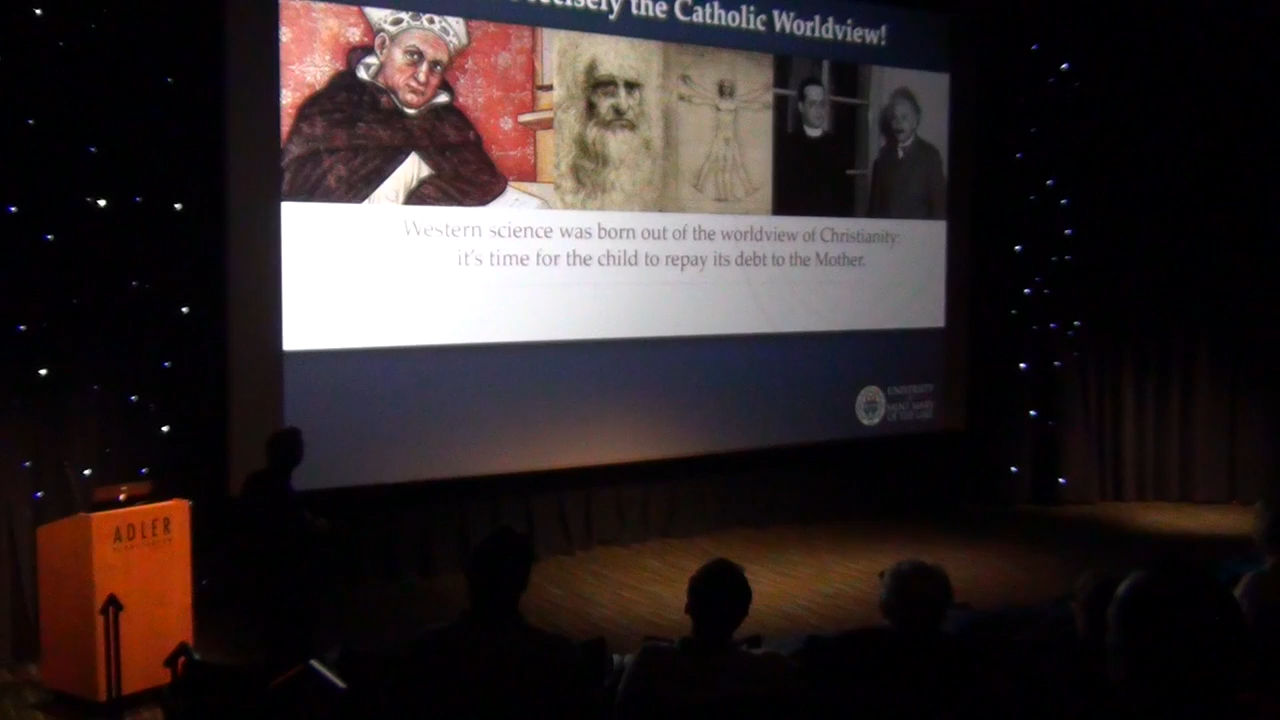 the Catholic Worldview!
Western science was born out of the worldview of Christianity:
it's time for the child to repay its debt to the Mother.
UNIVERSITY
ADLER